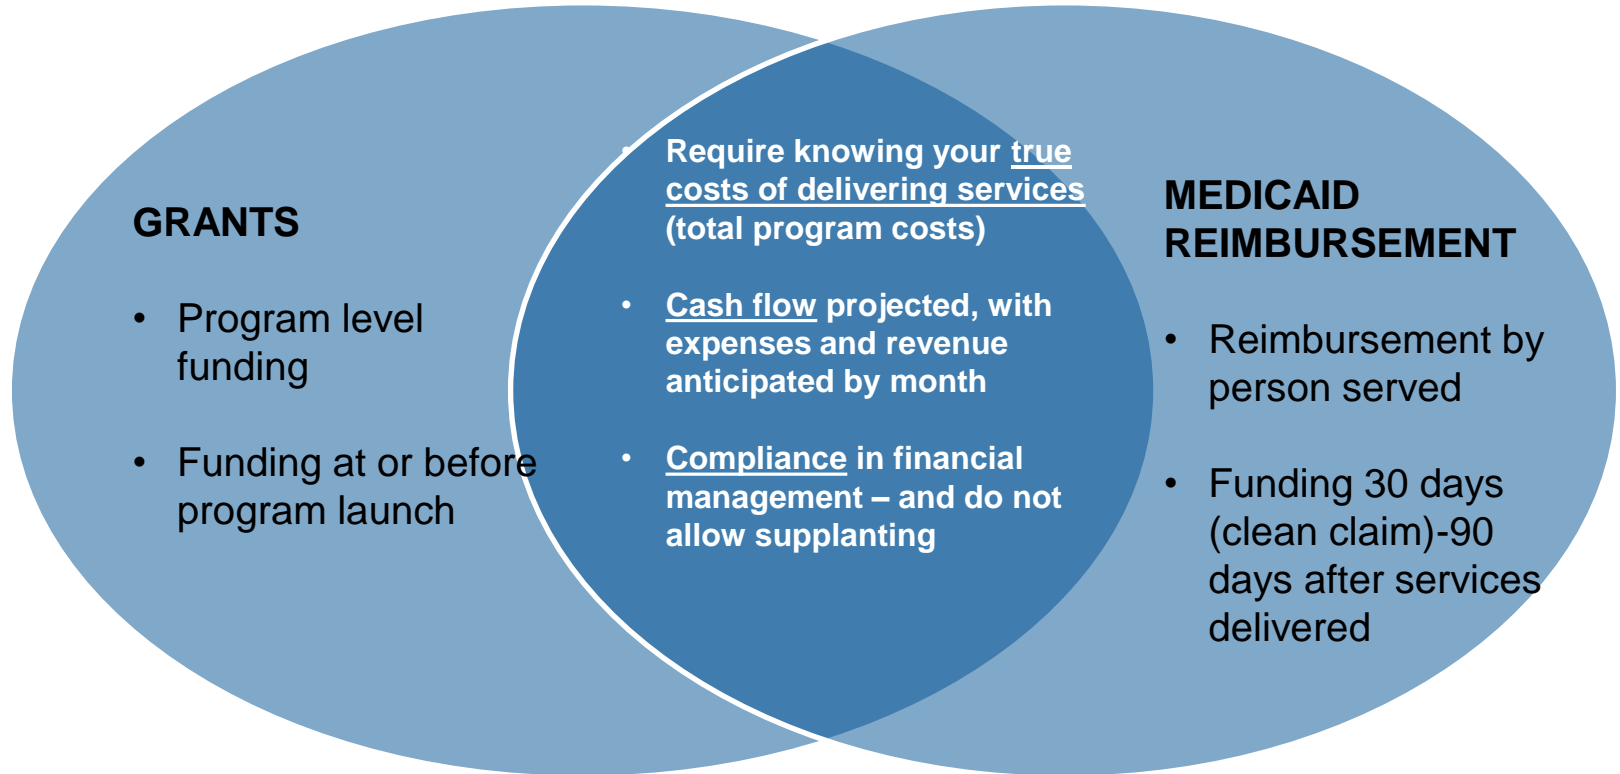 GRANTS
• Program level
funding
• Funding at or before
program launch
• Require knowing your true
costs of delivering services
(total program costs)
• Cash flow projected, with
expenses and revenue
anticipated by month
• Compliance in financial
management – and do not
allow supplanting
MEDICAID
REIMBURSEMENT
• Reimbursement by
person served
• Funding 30 days
(clean claim)-90
days after services
delivered